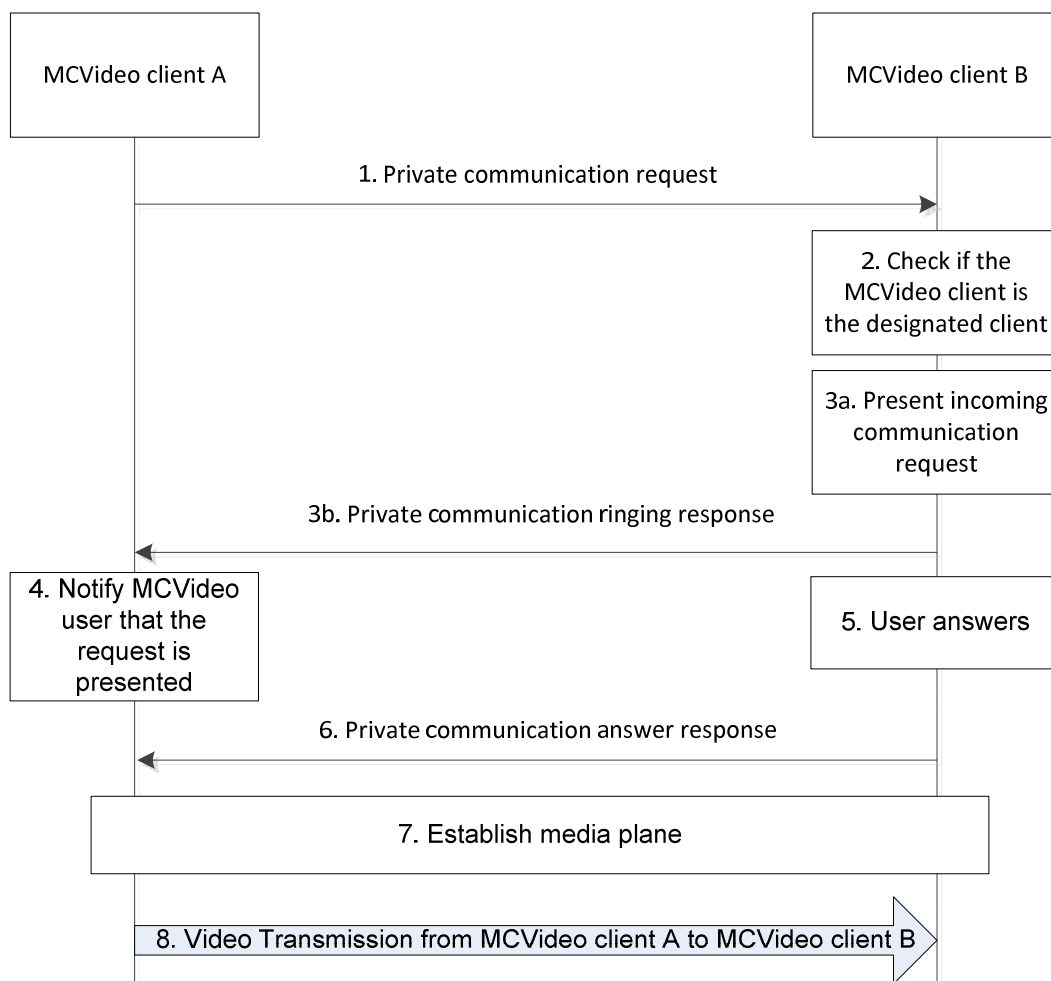 MCVideo client A
MCVideo client B
1. Private communication request
2. Check if the
MCVideo client is
the designated client
3a. Present incoming
communication
request
3b. Private communication ringing response
4. Notify MCVideo
user that the
request is
presented
5. User answers
6. Private communication answer response
7. Establish media plane
8. Video Transmission from MCVideo client A to MCVideo client B